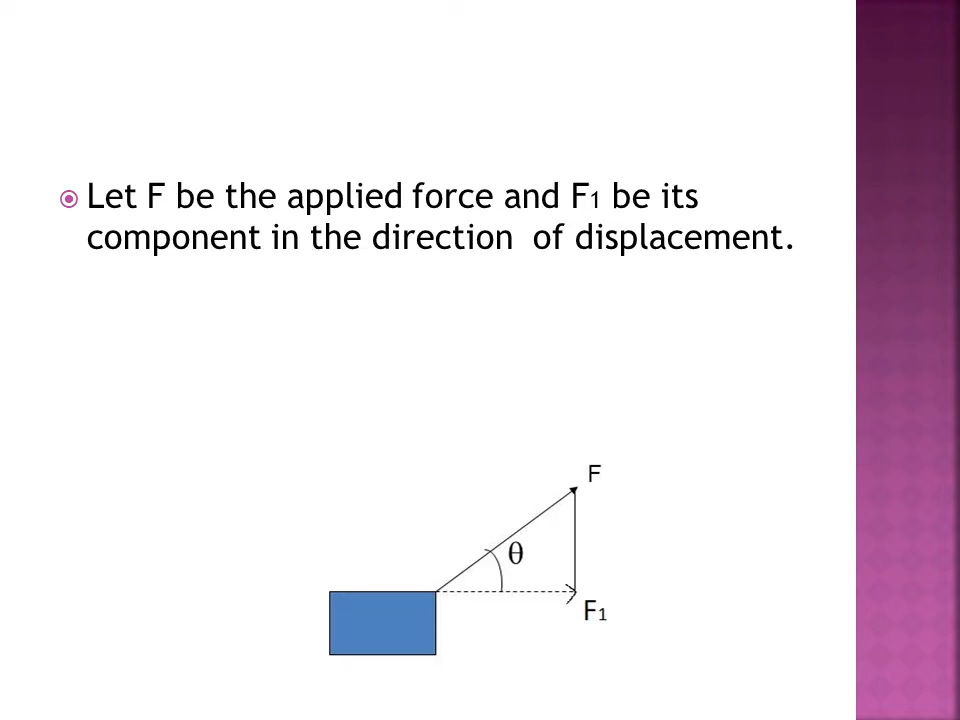 Let F be the applied force and F1 be its
component in the direction of displacement.
F
θ
F1